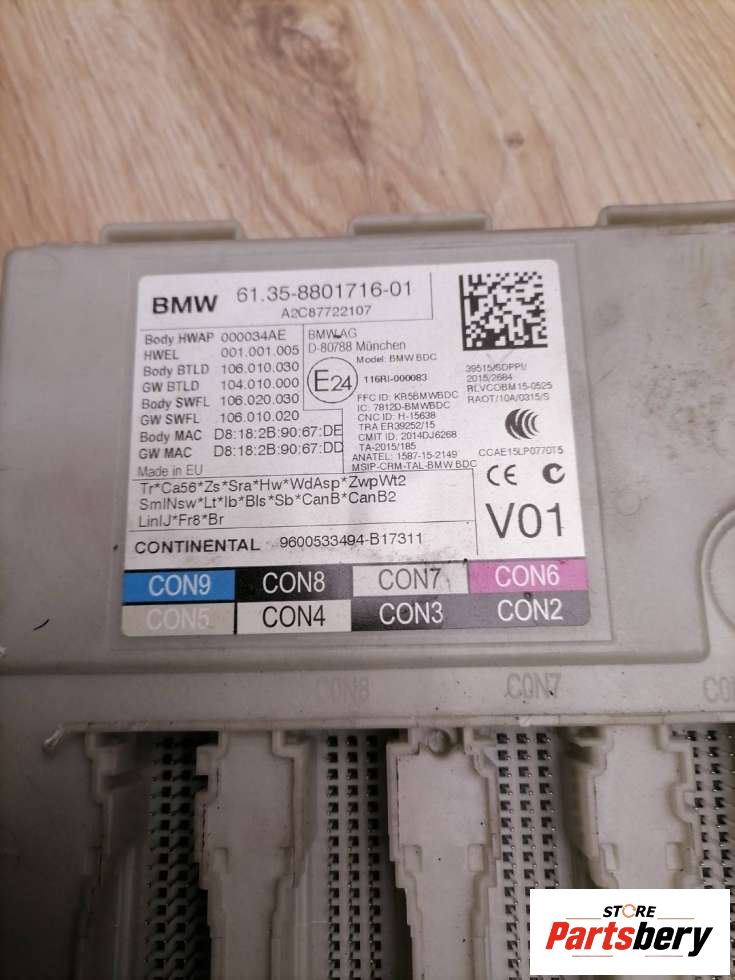 BMW 61.35-8801716-01
A2C87722107
Body HWAP 000034AE
HWEL 001.001.005
Body BTLD 106.010.030
GW BTLD 104.010.000
Body SWFL 106.020.030
GW SWFL 106.010.020
Body MAC D8:18:2B:90:67:DE
GW MAC D8:18:2B:90:67:DD
Made in EU
BMW AG
D-80788 München
Model: BMW BDC
E24
116RI-000083
FFC ID: KR5BMWBDC
IC: 7812D-BMWBDC
CNC ID: H-15638
TRA ER39252/15
CMIT ID: 2014DJ6268
TA-2015/185
ANATEL: 1587-15-2149
MSIP-CRM-TAL-BMW BDC
39515/SDPPI/
2015/2684
RLVCOBM15-0525
RAOT/10A/0315/S
CCAE15LP0770T5
CE
V01
Tr*Ca56*Zs*Sra*Hw*WdAsp*ZwpWt2
SmlNsw*Lt*Ib*Bls*Sb*CanB*CanB2
LinIJ*Fr8*Br
CONTINENTAL 9600533494-B17311
CON9 CON8 CON7 CON6
CON5 CON4 CON3 CON2
CON8 CON7
STORE
Partsbery